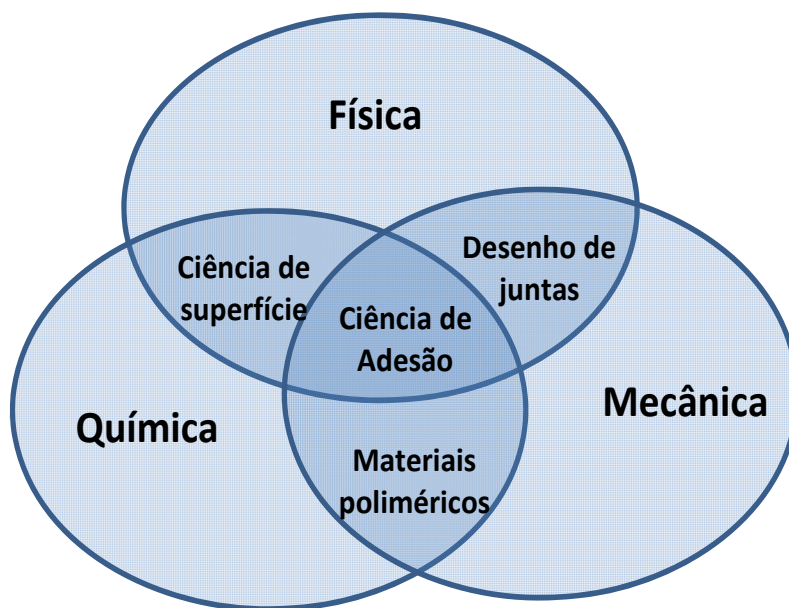 Física
Ciência de
superfície
Desenho de
juntas
Ciência de
Adesão
Química
Mecânica
Materiais
poliméricos